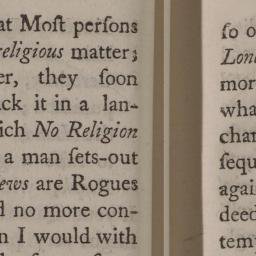 at Moſt perſons
religious matter;
er, they ſoon
ck it in a lan-
ich No Religion
a man ſets-out
ews are Rogues
d no more con-
n I would with
ſo o
Lon
mor
wha
char
ſequ
agai
deed
tem